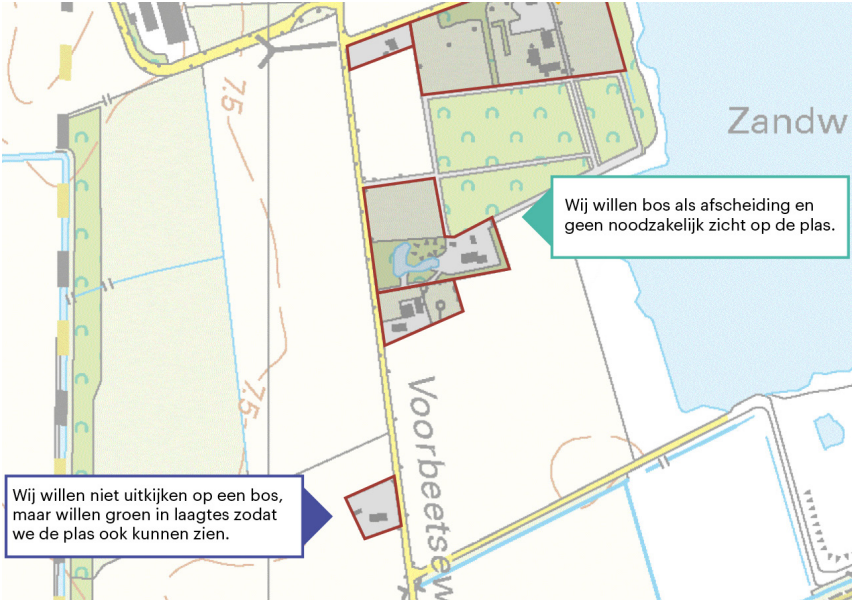 7.5
Zandw
Wij willen bos als afscheiding en
geen noodzakelijk zicht op de plas.
7.5
Voorbeetsew
Wij willen niet uitkijken op een bos,
maar willen groen in laagtes zodat
we de plas ook kunnen zien.